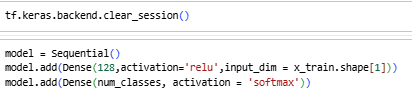 tf.keras.backend.clear_session()
model = Sequential()
model.add(Dense(128,activation='relu',input_dim = x_train.shape[1]))
model.add(Dense(num_classes, activation = 'softmax'))